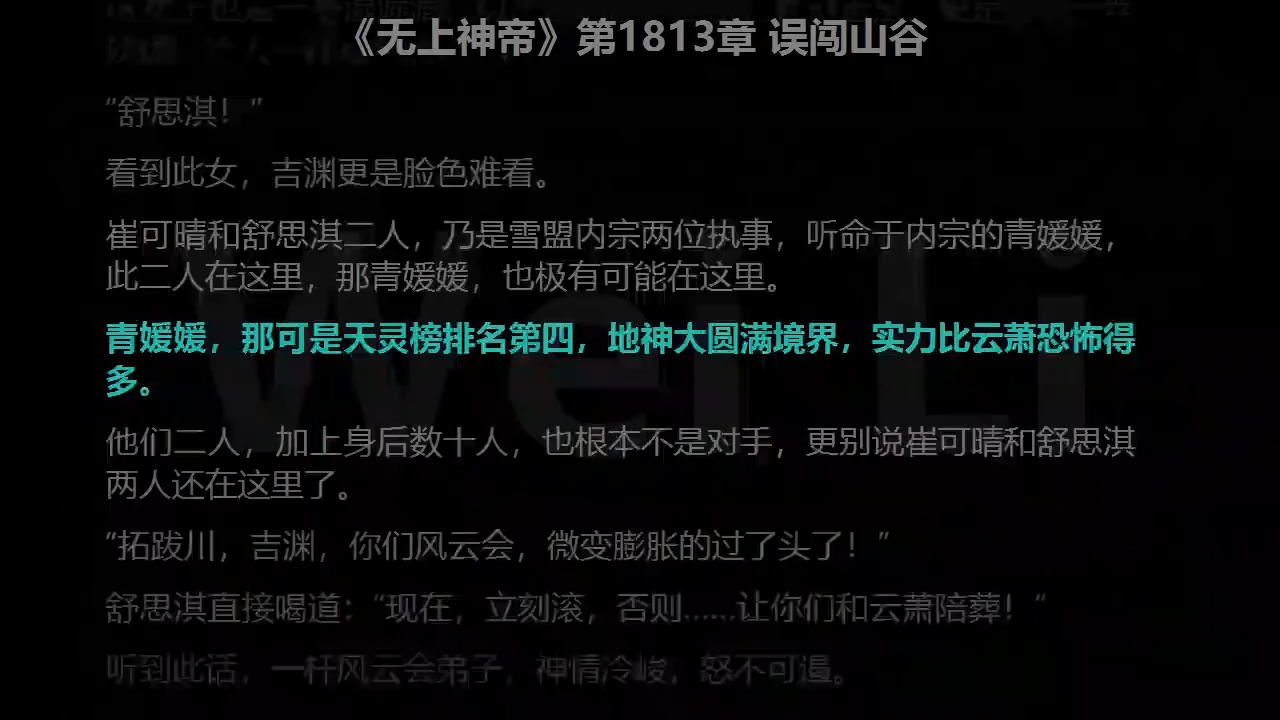 《无上神帝》第1813章 误闯山谷
“舒思淇！”
看到此女，吉渊更是脸色难看。
崔可晴和舒思淇二人，乃是雪盟内宗两位执事，听命于内宗的青媛媛，
此二人在这里，那青媛媛，也极有可能在这里。
青媛媛，那可是天灵榜排名第四，地神大圆满境界，实力比云萧恐怖得
多。
他们二人，加上身后数十人，也根本不是对手，更别说崔可晴和舒思淇
两人还在这里了。
“拓跋川，吉渊，你们风云会，微变膨胀的过了头了！”
舒思淇直接喝道：“现在，立刻滚，否则……让你们和云萧陪葬！“
听到此话，一杆风云会弟子，神情冷峻，怒不可遏。
Wei Li